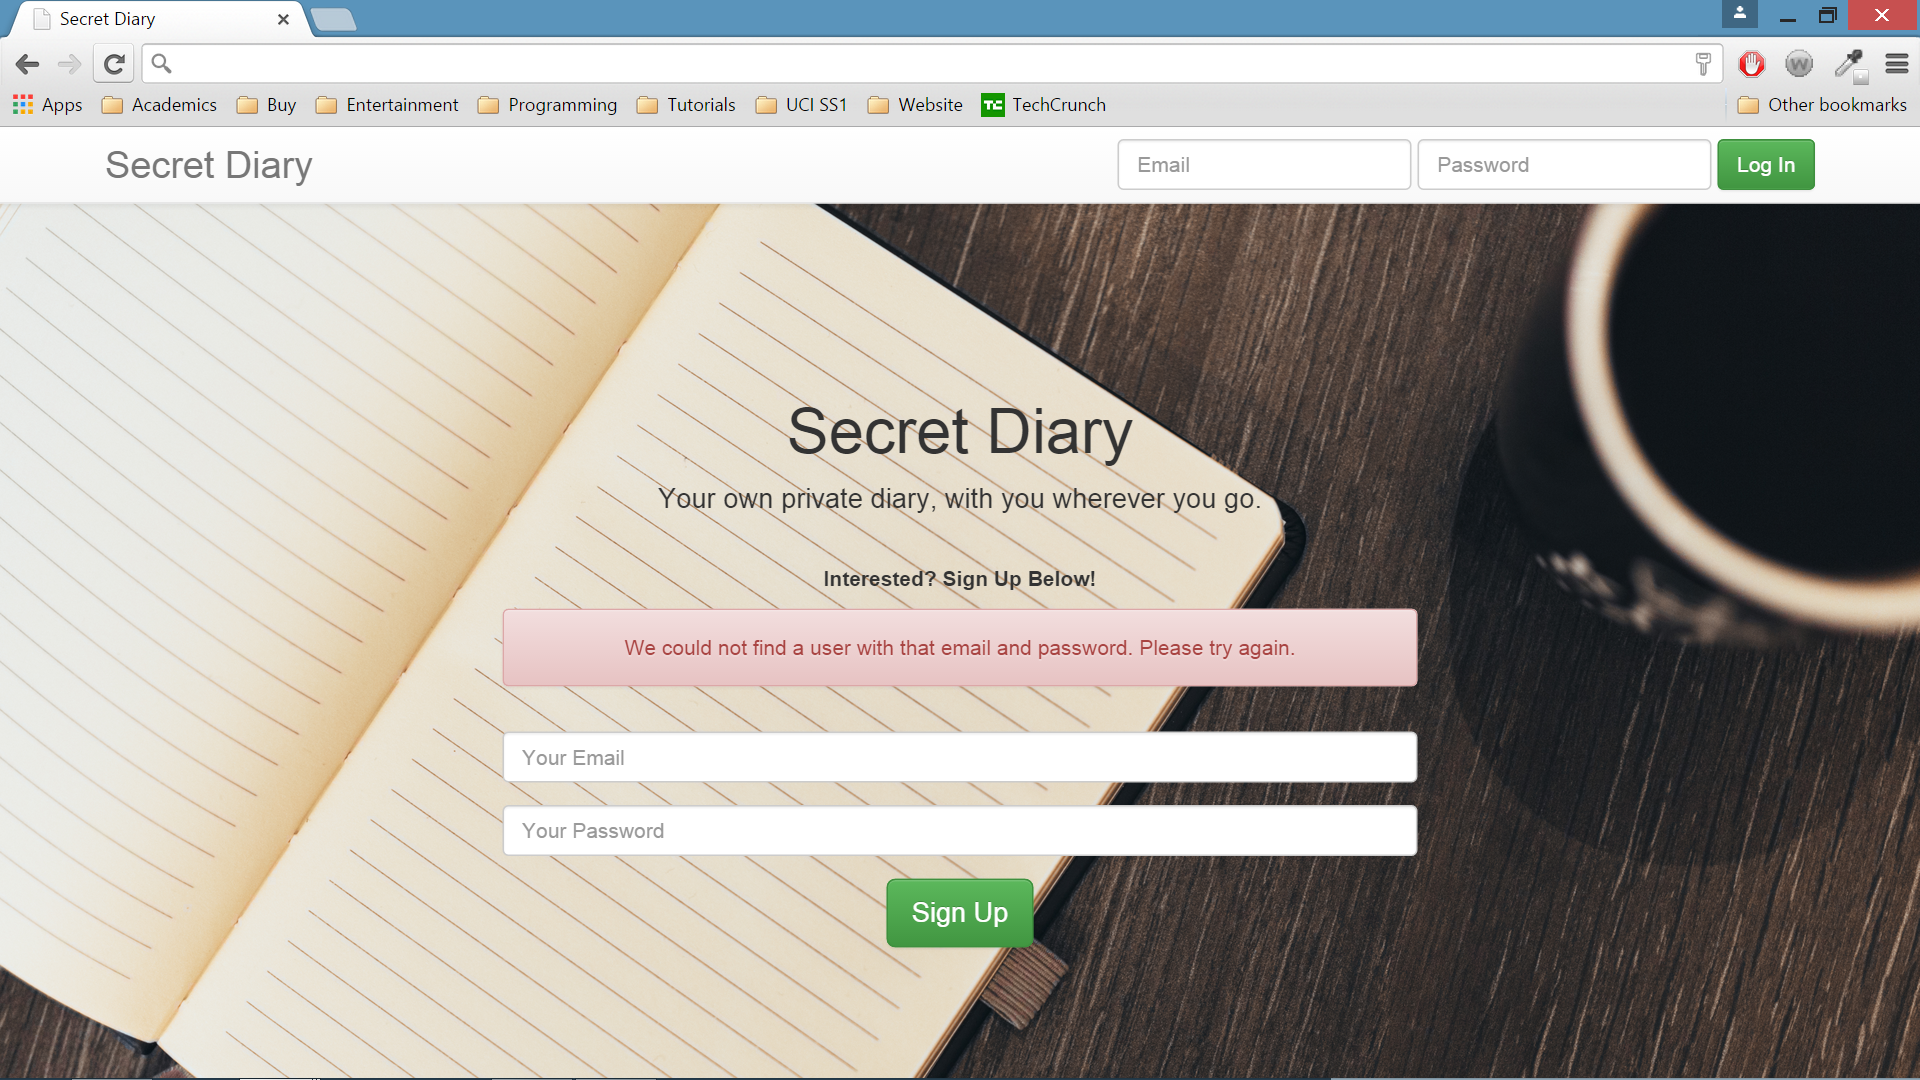 Secret Diary
Apps Academics Buy Entertainment Programming Tutorials UCI SS1 Website TC TechCrunch Other bookmarks
Secret Diary Email Password Log In
Secret Diary
Your own private diary, with you wherever you go.
Interested? Sign Up Below!
We could not find a user with that email and password. Please try again.
Your Email
Your Password
Sign Up